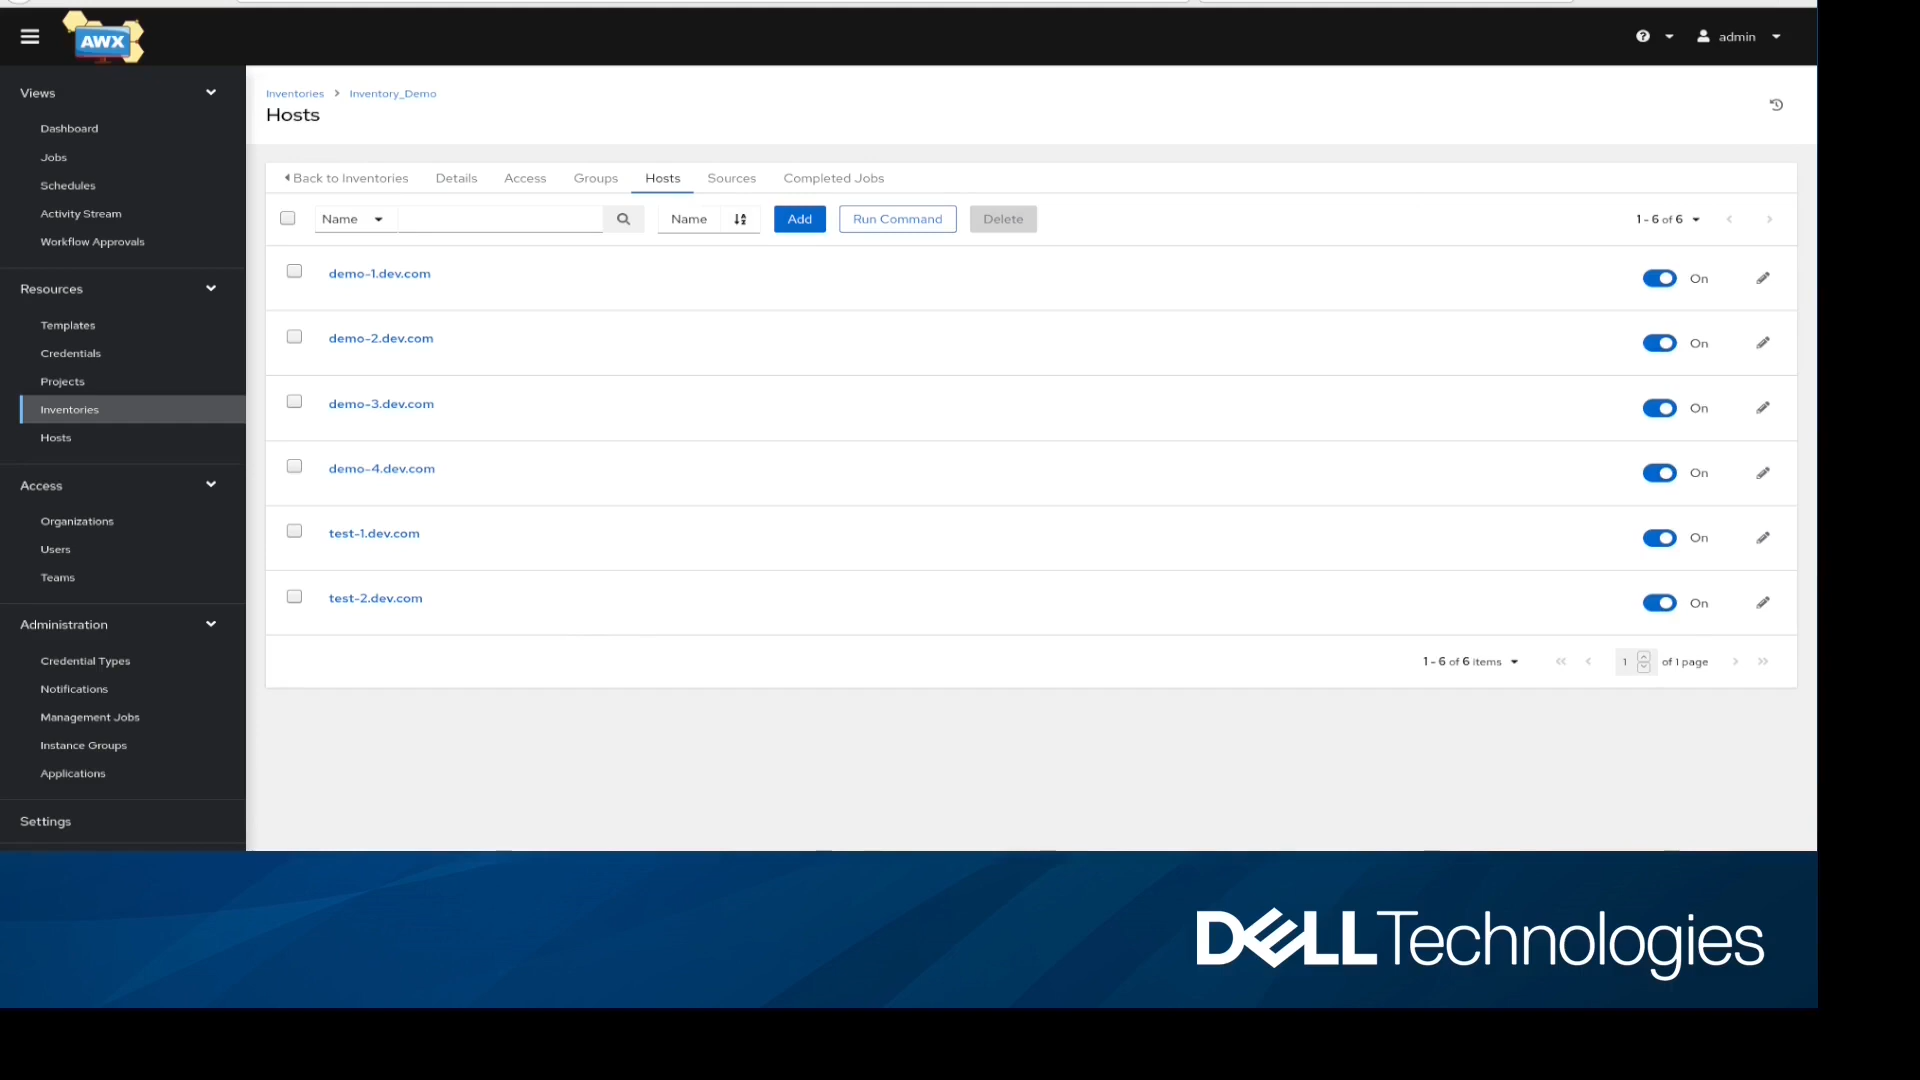 AWX
admin
Views
Dashboard
Jobs
Schedules
Activity Stream
Workflow Approvals
Resources
Templates
Credentials
Projects
Inventories
Hosts
Access
Organizations
Users
Teams
Administration
Credential Types
Notifications
Management Jobs
Instance Groups
Applications
Settings
Inventories > Inventory_Demo
Hosts
Back to Inventories Details Access Groups Hosts Sources Completed Jobs
Name Name Add Run Command Delete 1 - 6 of 6
demo-1.dev.com On
demo-2.dev.com On
demo-3.dev.com On
demo-4.dev.com On
test-1.dev.com On
test-2.dev.com On
1 - 6 of 6 items 1 of 1 page
DELL Technologies